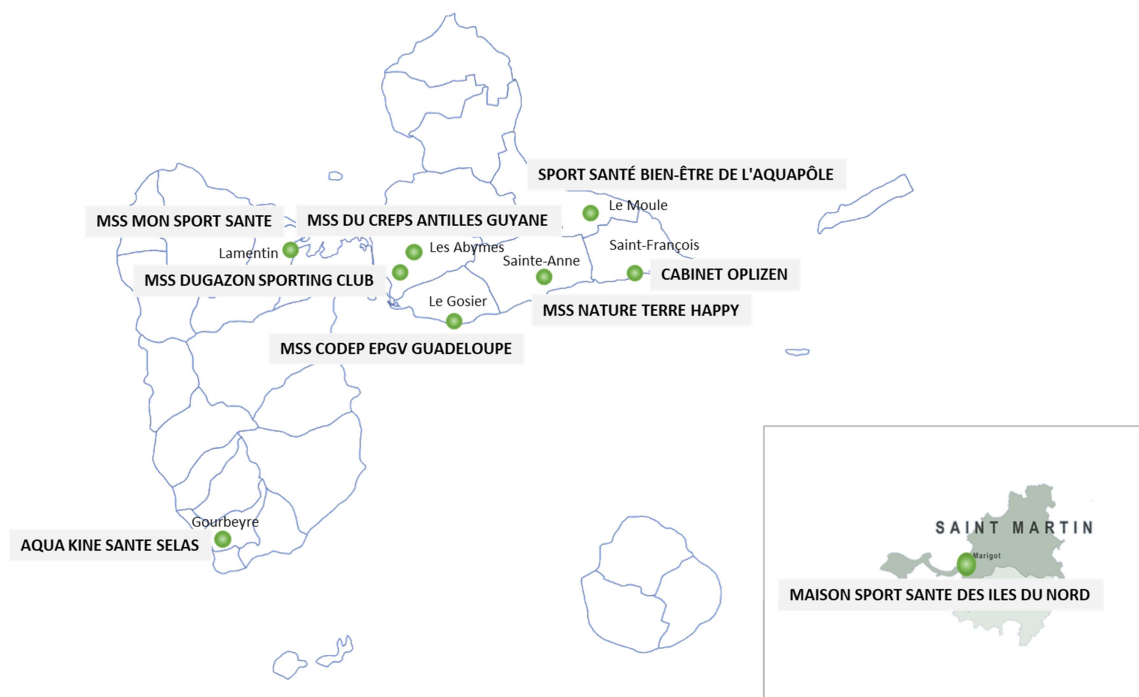 SPORT SANTÉ BIEN-ÊTRE DE L'AQUAPÔLE
Le Moule
MSS MON SPORT SANTE
MSS DU CREPS ANTILLES GUYANE
Lamentin
Les Abymes
Saint-François
Sainte-Anne
MSS DUGAZON SPORTING CLUB
CABINET OPLIZEN
Le Gosier
MSS NATURE TERRE HAPPY
MSS CODEP EPGV GUADELOUPE
Gourbeyre
AQUA KINE SANTE SELAS
SAINT MARTIN
Marigot
MAISON SPORT SANTE DES ILES DU NORD